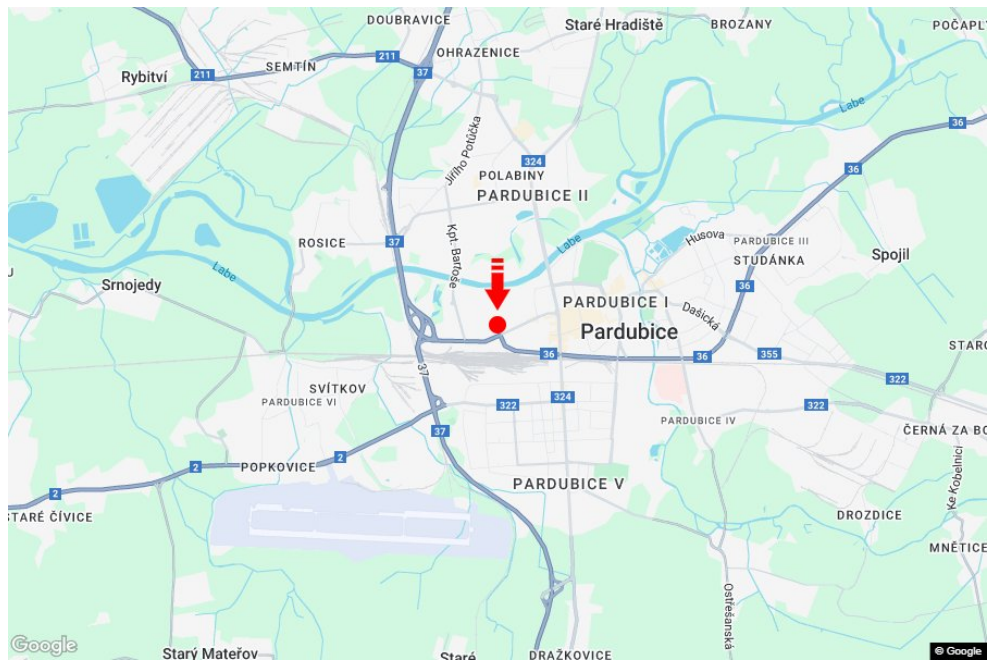 DOUBRAVICE
Staré Hradiště
BROZANY
POČAPLY
211
OHRAZENICE
SEMTÍN
37
Rybitví
211
Labe
36
Jiřího Potůčka
324
36
POLABINY
PARDUBICE II
Husova
PARDUBICE III
STUDÁNKA
Spojil
ROSICE
37
Kpt. Bartoše
Labe
Labe
Srnojedy
36
PARDUBICE I
Dašická
Pardubice
STARO
36
36
355
37
322
SVÍTKOV
PARDUBICE VI
322
324
322
PARDUBICE IV
ČERNÁ ZA BO
37
2
POPKOVICE
2
Ke Kobelnici
PARDUBICE V
STARÉ ČÍVICE
DROZDICE
MNĚTICE
Ostřešanská
Google
Starý Mateřov
Staré
DRAŽKOVICE
© Google